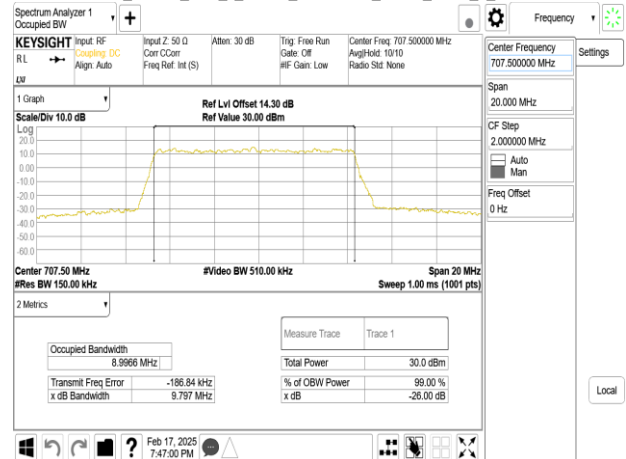 Spectrum Analyzer 1
Occupied BW
Frequency
KEYSIGHT Input: RF Input Z: 50 Ω Atten: 30 dB Trig: Free Run Center Freq: 707.500000 MHz
RL Coupling: DC Corr CCorr Gate: Off Avg|Hold: 10/10
Align: Auto Freq Ref: Int (S) #IF Gain: Low Radio Std: None
LXI
Center Frequency
707.500000 MHz
Settings
Span
20.000 MHz
CF Step
2.000000 MHz
Auto
Man
Freq Offset
0 Hz
Local
1 Graph
Ref Lvl Offset 14.30 dB
Scale/Div 10.0 dB Ref Value 30.00 dBm
Log
20.0
10.0
0.00
-10.0
-20.0
-30.0
-40.0
-50.0
-60.0
Center 707.50 MHz #Video BW 510.00 kHz Span 20 MHz
#Res BW 150.00 kHz Sweep 1.00 ms (1001 pts)
2 Metrics
Measure Trace Trace 1
Occupied Bandwidth
8.9966 MHz
Total Power 30.0 dBm
Transmit Freq Error -186.84 kHz % of OBW Power 99.00 %
x dB Bandwidth 9.797 MHz x dB -26.00 dB
Feb 17, 2025
7:47:00 PM